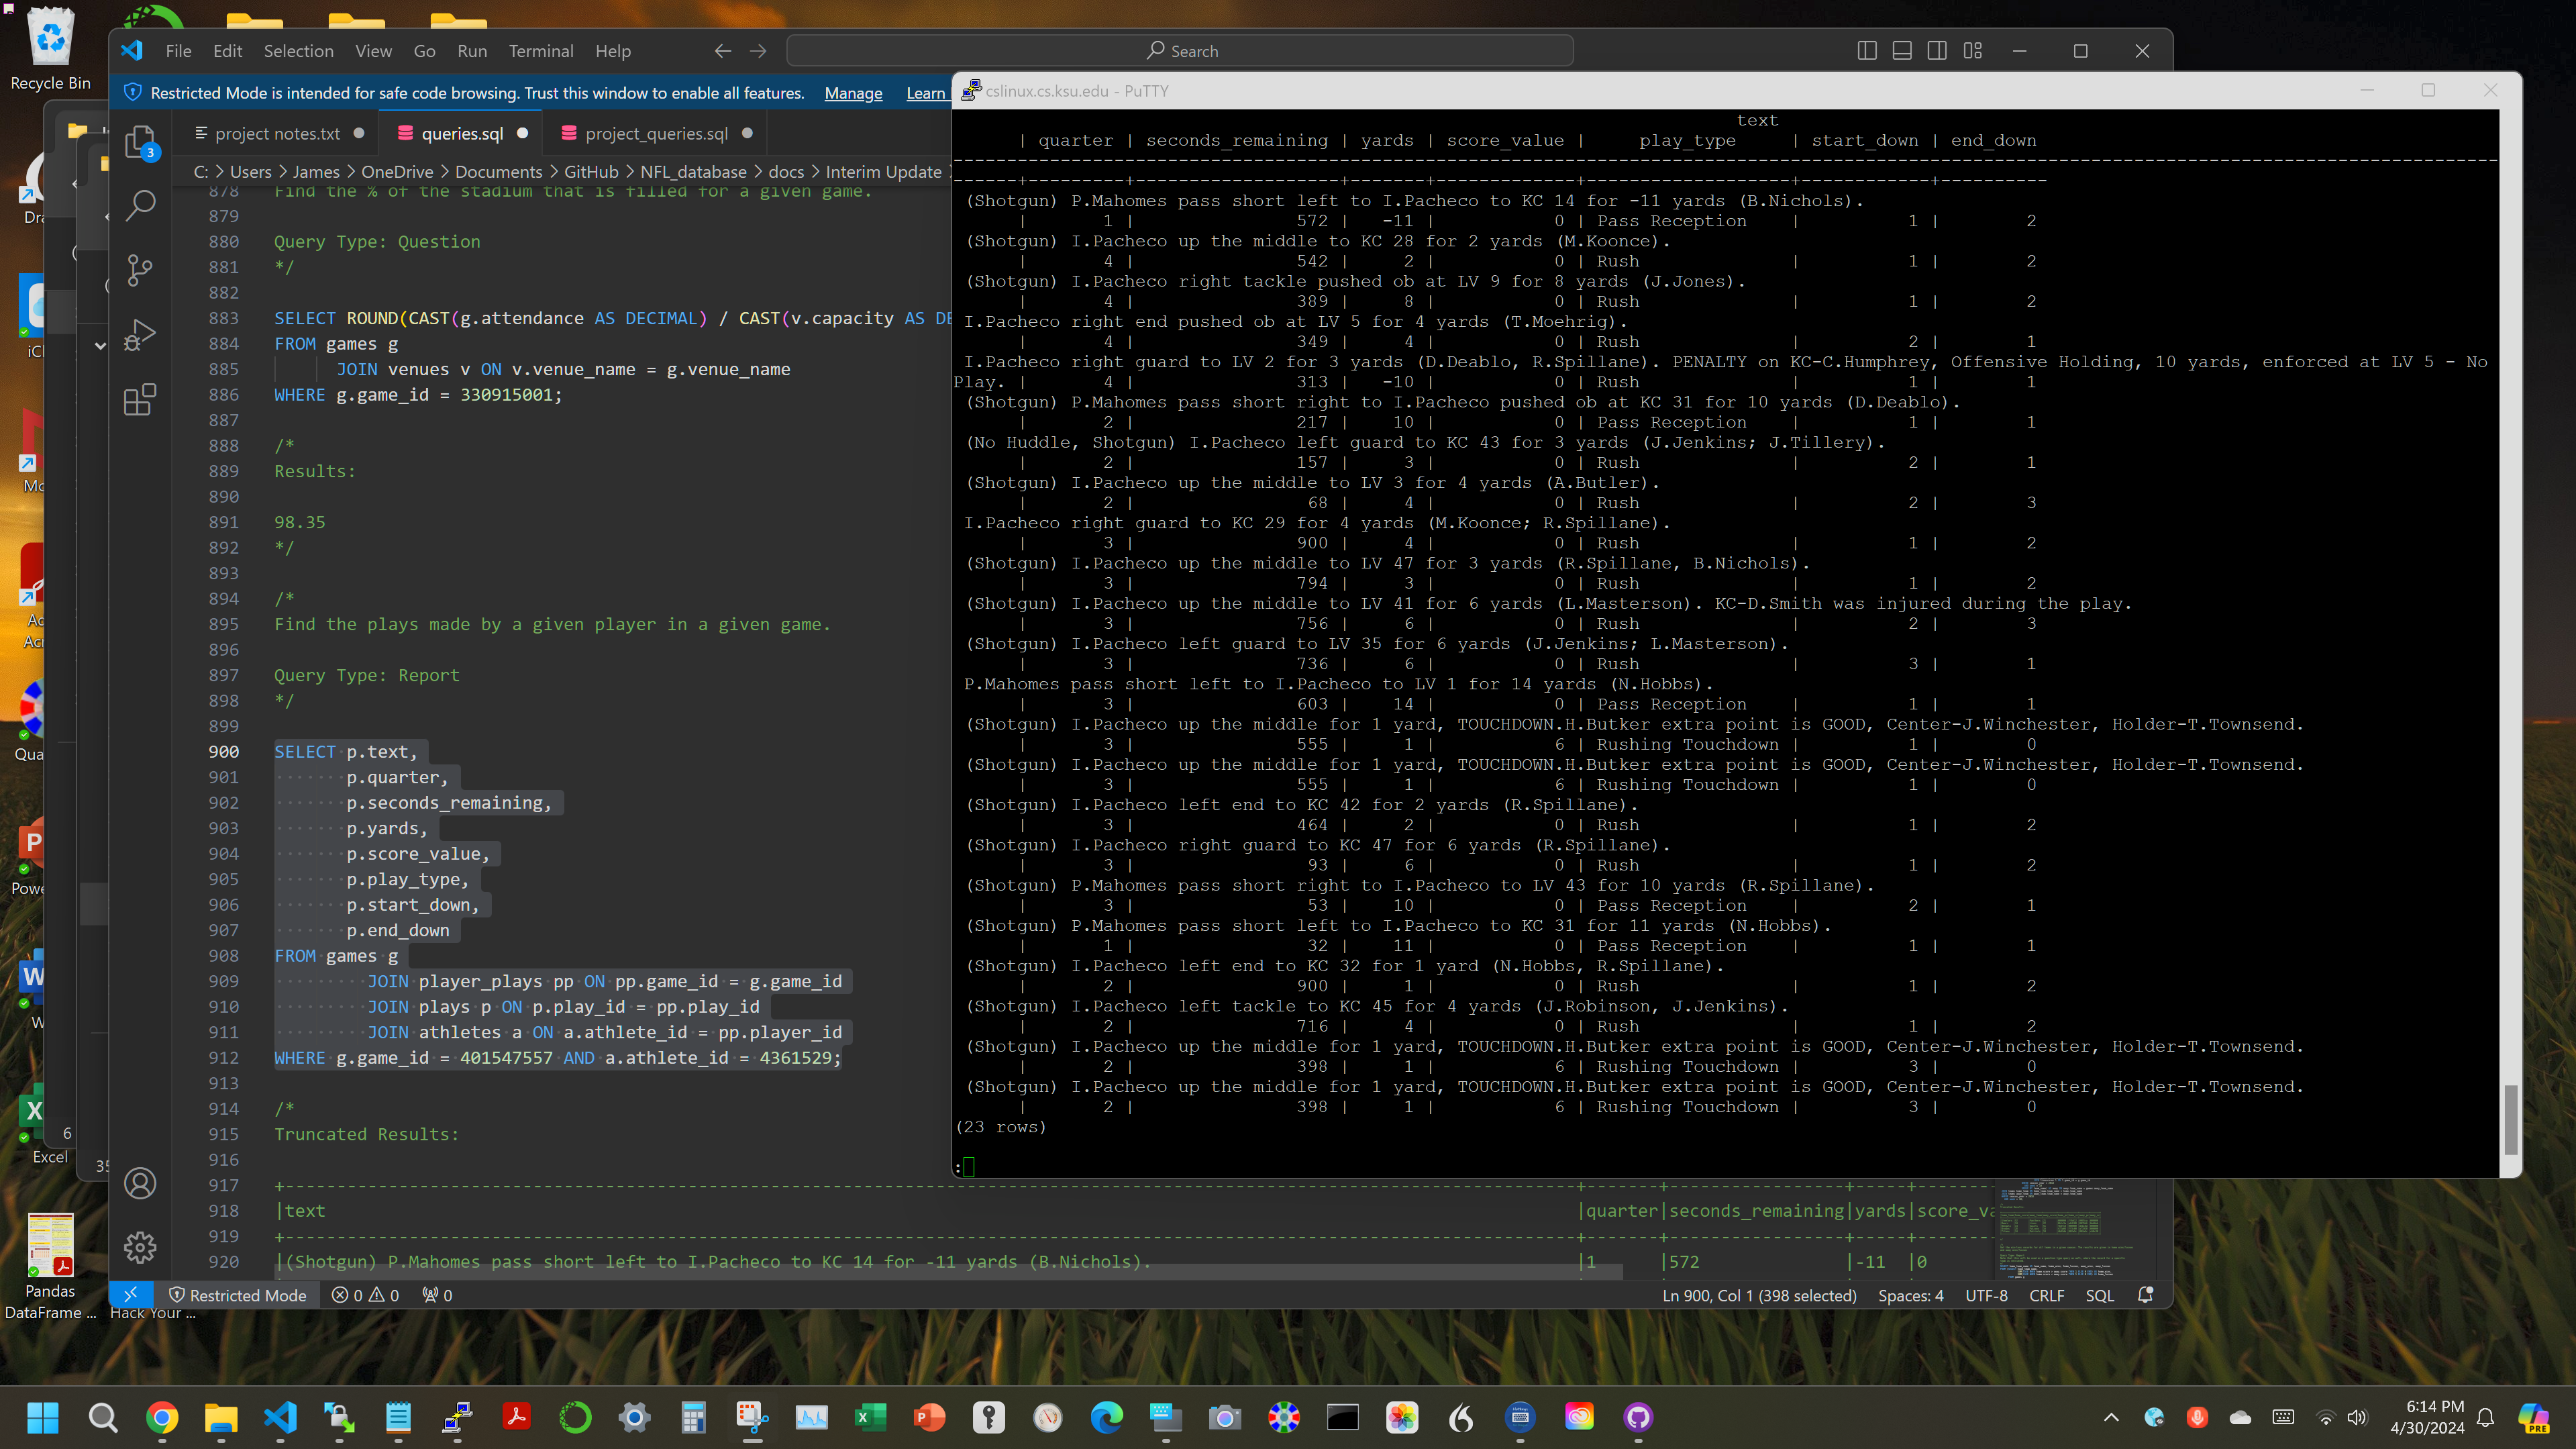 Recycle Bin
File Edit Selection View Go Run Terminal Help
Search
Restricted Mode is intended for safe code browsing. Trust this window to enable all features. Manage Learn
project notes.txt
queries.sql
project_queries.sql
C: > Users > James > OneDrive > Documents > GitHub > NFL_database > docs > Interim Update
878 Find the % of the stadium that is filled for a given game.
879
880 Query Type: Question
881 */
882
883 SELECT ROUND(CAST(g.attendance AS DECIMAL) / CAST(v.capacity AS DE
884 FROM games g
885 JOIN venues v ON v.venue_name = g.venue_name
886 WHERE g.game_id = 330915001;
887
888 /*
889 Results:
890
891 98.35
892 */
893
894 /*
895 Find the plays made by a given player in a given game.
896
897 Query Type: Report
898 */
899
900 SELECT p.text,
901 p.quarter,
902 p.seconds_remaining,
903 p.yards,
904 p.score_value,
905 p.play_type,
906 p.start_down,
907 p.end_down
908 FROM games g
909 JOIN player_plays pp ON pp.game_id = g.game_id
910 JOIN plays p ON p.play_id = pp.play_id
911 JOIN athletes a ON a.athlete_id = pp.player_id
912 WHERE g.game_id = 401547557 AND a.athlete_id = 4361529;
913
914 /*
915 Truncated Results:
916
917 +---
918 |text |quarter|seconds_remaining|yards|score_va
919 +---
920 |(Shotgun) P.Mahomes pass short left to I.Pacheco to KC 14 for -11 yards (B.Nichols). |1 |572 |-11 |0
Restricted Mode 0 0 0
Ln 900, Col 1 (398 selected) Spaces: 4 UTF-8 CRLF SQL
cslinux.cs.ksu.edu - PuTTY
text
| quarter | seconds_remaining | yards | score_value | play_type | start_down | end_down
(Shotgun) P.Mahomes pass short left to I.Pacheco to KC 14 for -11 yards (B.Nichols).
| 1 | 572 | -11 | 0 | Pass Reception | 1 | 2
(Shotgun) I.Pacheco up the middle to KC 28 for 2 yards (M.Koonce).
| 4 | 542 | 2 | 0 | Rush | 1 | 2
(Shotgun) I.Pacheco right tackle pushed ob at LV 9 for 8 yards (J.Jones).
| 4 | 389 | 8 | 0 | Rush | 1 | 2
I.Pacheco right end pushed ob at LV 5 for 4 yards (T.Moehrig).
| 4 | 349 | 4 | 0 | Rush | 2 | 1
I.Pacheco right guard to LV 2 for 3 yards (D.Deablo, R.Spillane). PENALTY on KC-C.Humphrey, Offensive Holding, 10 yards, enforced at LV 5 - No
Play. | 4 | 313 | -10 | 0 | Rush | 1 | 1
(Shotgun) P.Mahomes pass short right to I.Pacheco pushed ob at KC 31 for 10 yards (D.Deablo).
| 2 | 217 | 10 | 0 | Pass Reception | 1 | 1
(No Huddle, Shotgun) I.Pacheco left guard to KC 43 for 3 yards (J.Jenkins; J.Tillery).
| 2 | 157 | 3 | 0 | Rush | 2 | 1
(Shotgun) I.Pacheco up the middle to LV 3 for 4 yards (A.Butler).
| 2 | 68 | 4 | 0 | Rush | 2 | 3
I.Pacheco right guard to KC 29 for 4 yards (M.Koonce; R.Spillane).
| 3 | 900 | 4 | 0 | Rush | 1 | 2
(Shotgun) I.Pacheco up the middle to LV 47 for 3 yards (R.Spillane, B.Nichols).
| 3 | 794 | 3 | 0 | Rush | 1 | 2
(Shotgun) I.Pacheco up the middle to LV 41 for 6 yards (L.Masterson). KC-D.Smith was injured during the play.
| 3 | 756 | 6 | 0 | Rush | 2 | 3
(Shotgun) I.Pacheco left guard to LV 35 for 6 yards (J.Jenkins; L.Masterson).
| 3 | 736 | 6 | 0 | Rush | 3 | 1
P.Mahomes pass short left to I.Pacheco to LV 1 for 14 yards (N.Hobbs).
| 3 | 603 | 14 | 0 | Pass Reception | 1 | 1
(Shotgun) I.Pacheco up the middle for 1 yard, TOUCHDOWN.H.Butker extra point is GOOD, Center-J.Winchester, Holder-T.Townsend.
| 3 | 555 | 1 | 6 | Rushing Touchdown | 1 | 0
(Shotgun) I.Pacheco up the middle for 1 yard, TOUCHDOWN.H.Butker extra point is GOOD, Center-J.Winchester, Holder-T.Townsend.
| 3 | 555 | 1 | 6 | Rushing Touchdown | 1 | 0
(Shotgun) I.Pacheco left end to KC 42 for 2 yards (R.Spillane).
| 3 | 464 | 2 | 0 | Rush | 1 | 2
(Shotgun) I.Pacheco right guard to KC 47 for 6 yards (R.Spillane).
| 3 | 93 | 6 | 0 | Rush | 1 | 2
(Shotgun) P.Mahomes pass short right to I.Pacheco to LV 43 for 10 yards (R.Spillane).
| 3 | 53 | 10 | 0 | Pass Reception | 2 | 1
(Shotgun) P.Mahomes pass short left to I.Pacheco to KC 31 for 11 yards (N.Hobbs).
| 1 | 32 | 11 | 0 | Pass Reception | 1 | 1
(Shotgun) I.Pacheco left end to KC 32 for 1 yard (N.Hobbs, R.Spillane).
| 2 | 900 | 1 | 0 | Rush | 1 | 2
(Shotgun) I.Pacheco left tackle to KC 45 for 4 yards (J.Robinson, J.Jenkins).
| 2 | 716 | 4 | 0 | Rush | 1 | 2
(Shotgun) I.Pacheco up the middle for 1 yard, TOUCHDOWN.H.Butker extra point is GOOD, Center-J.Winchester, Holder-T.Townsend.
| 2 | 398 | 1 | 6 | Rushing Touchdown | 3 | 0
(Shotgun) I.Pacheco up the middle for 1 yard, TOUCHDOWN.H.Butker extra point is GOOD, Center-J.Winchester, Holder-T.Townsend.
| 2 | 398 | 1 | 6 | Rushing Touchdown | 3 | 0
(23 rows)
:
Excel
Pandas
DataFrame ...
Hack Your ...
6
35
3
6:14 PM
4/30/2024
PRE